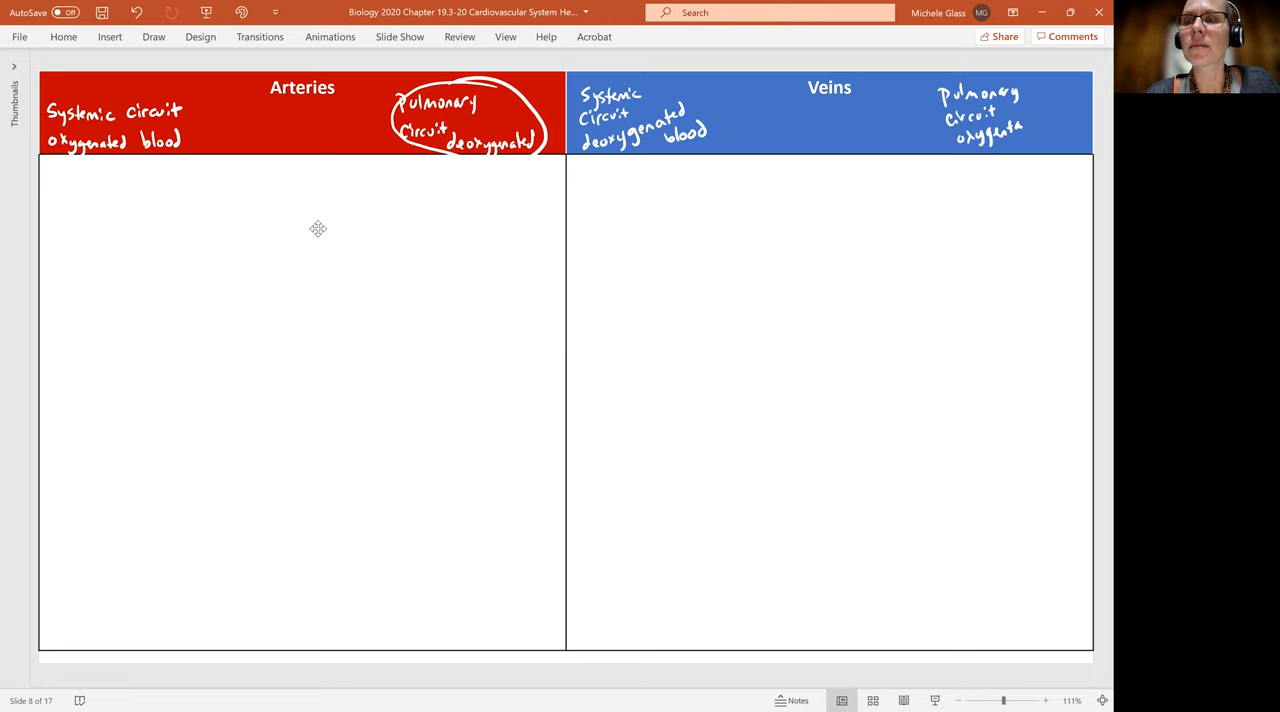 AutoSave Off
Biology 2020 Chapter 19.3-20 Cardiovascular System He...
Search
Michele Glass MG
File Home Insert Draw Design Transitions Animations Slide Show Review View Help Acrobat
Share Comments
Thumbnails
Arteries
Systemic circuit
oxygenated blood
Pulmonary
Circuit
deoxygenated
Veins
Systemic
Circuit
deoxygenated
blood
Pulmonary
Circuit
oxygenta
Slide 8 of 17
Notes
111%